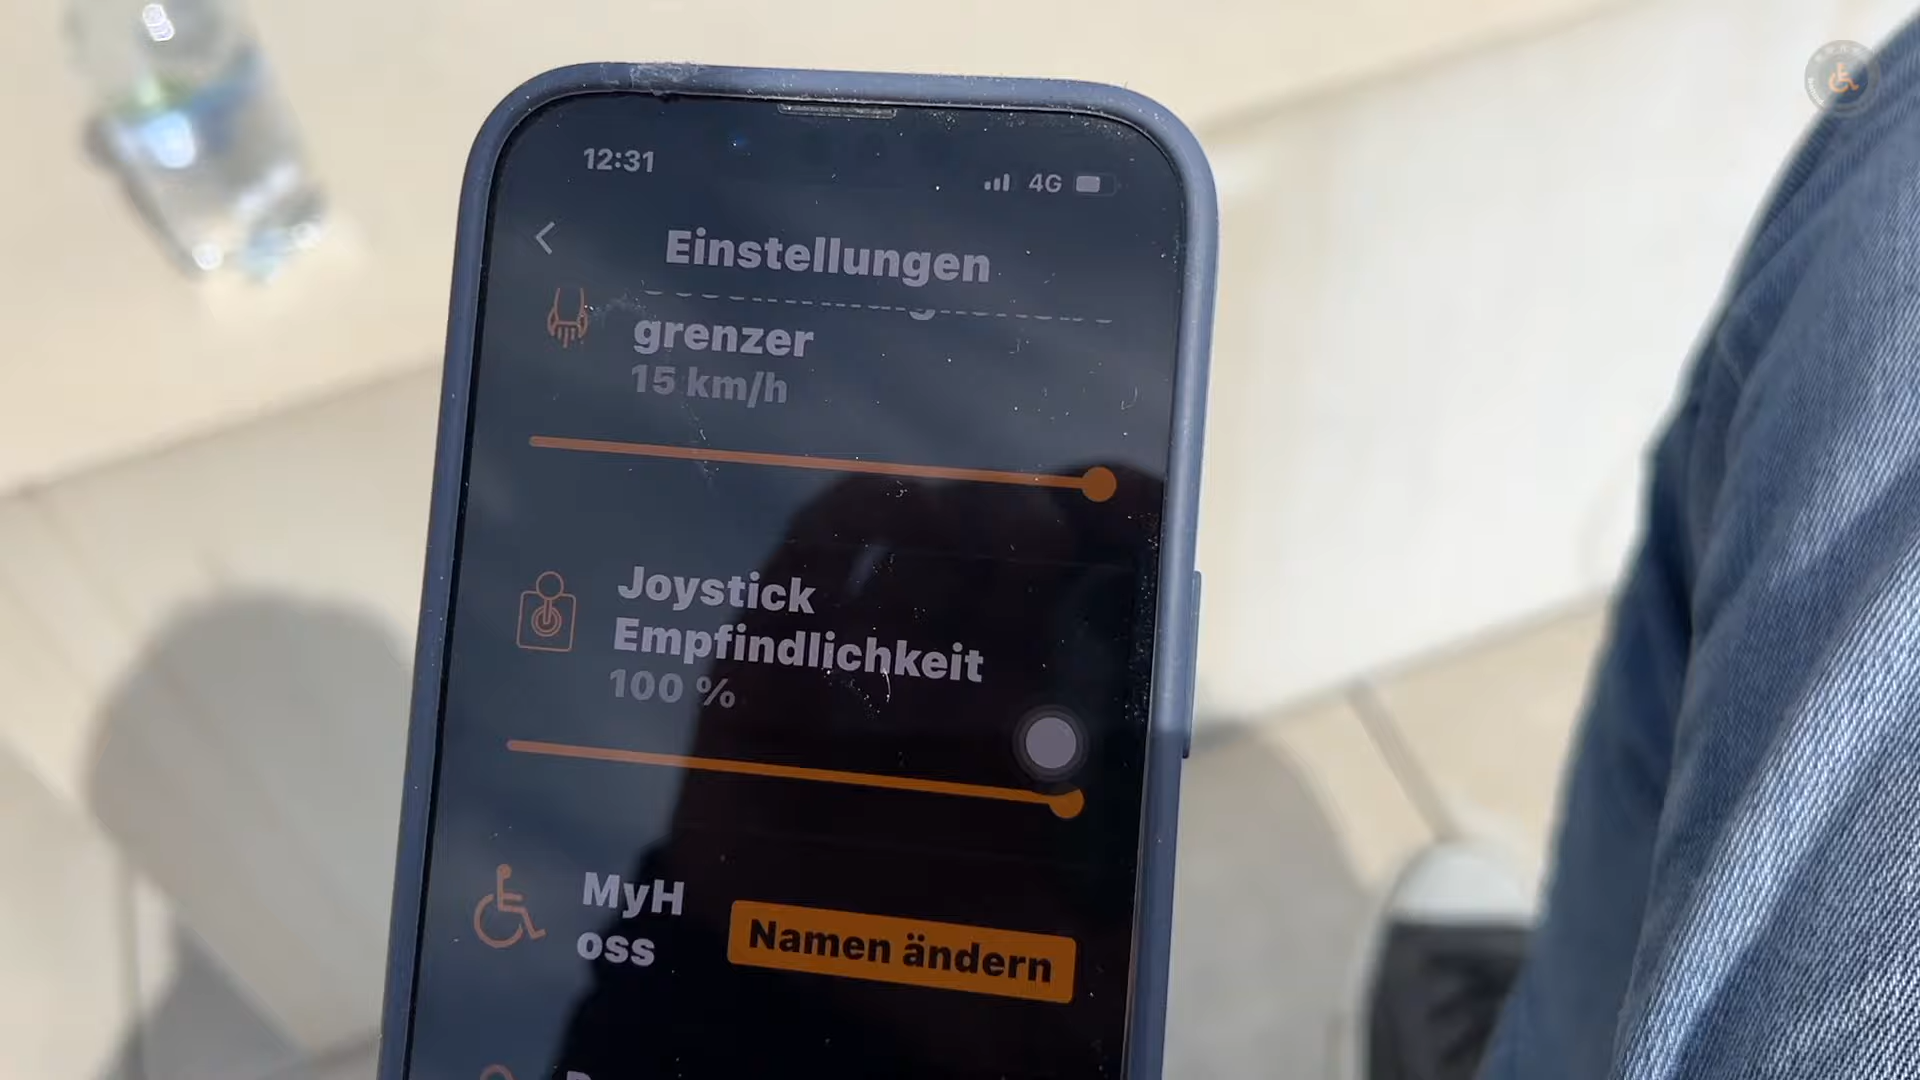 12:31
4G
Einstellungen
grenzer
15 km/h
Joystick
Empfindlichkeit
100 %
MyH
oss
Namen ändern